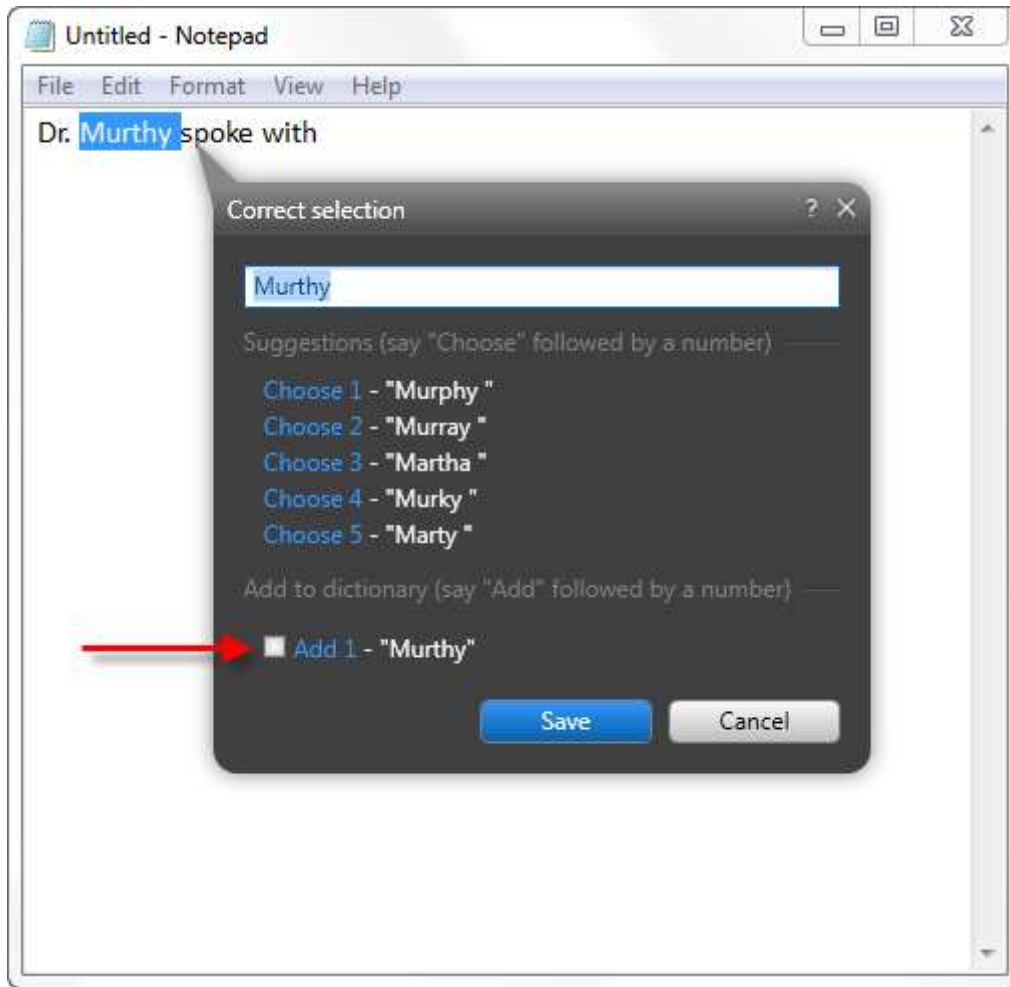 Untitled - Notepad
File Edit Format View Help
Dr. Murthy spoke with
Correct selection ?
Murthy
Suggestions (say "Choose" followed by a number)
Choose 1 - "Murphy "
Choose 2 - "Murray "
Choose 3 - "Martha "
Choose 4 - "Murky "
Choose 5 - "Marty "
Add to dictionary (say "Add" followed by a number)
Add 1 - "Murthy"
Save Cancel